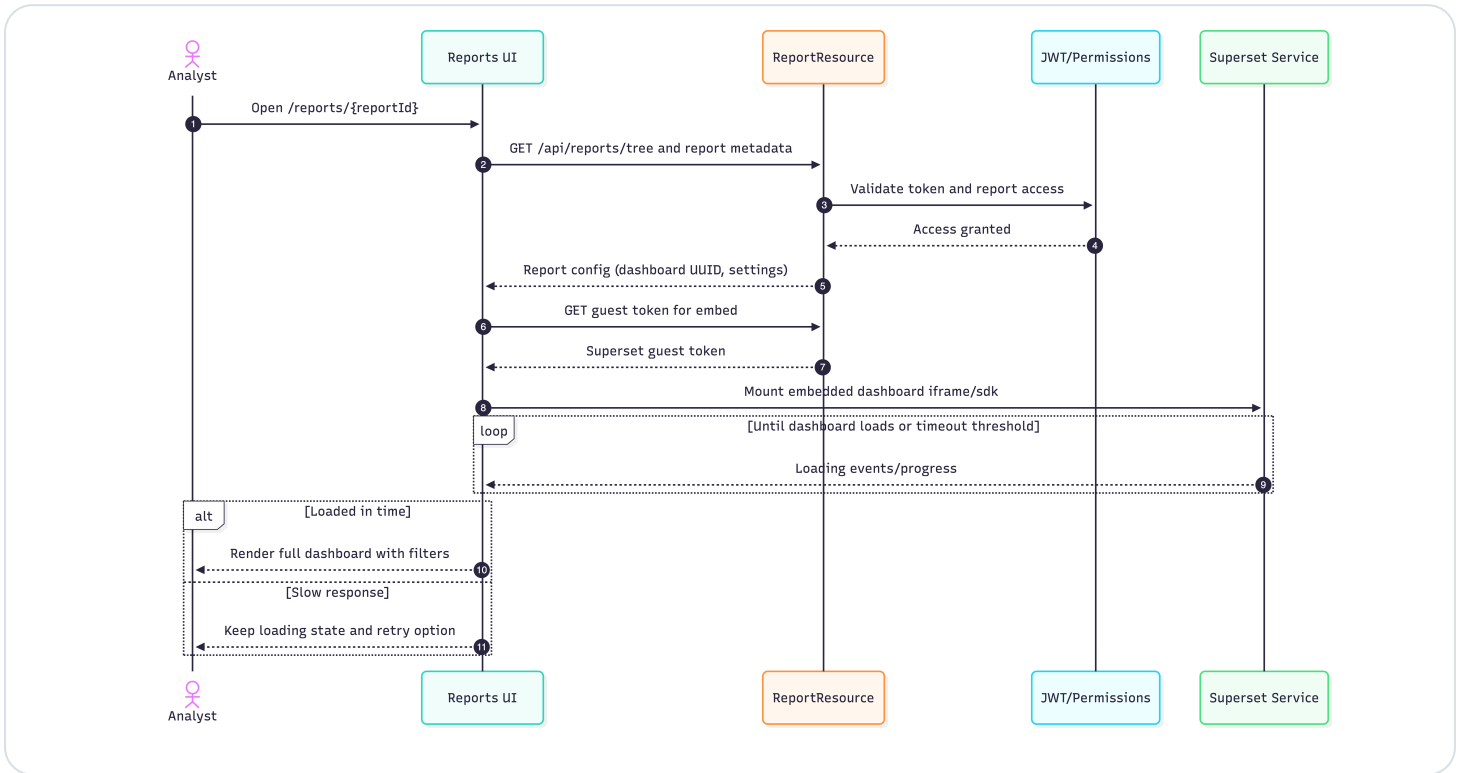 Analyst
Reports UI
ReportResource
JWT/Permissions
Superset Service
Open /reports/{reportId}
1
GET /api/reports/tree and report metadata
2
Validate token and report access
3
Access granted
4
Report config (dashboard UUID, settings)
5
GET guest token for embed
6
Superset guest token
7
Mount embedded dashboard iframe/sdk
8
loop
[Until dashboard loads or timeout threshold]
Loading events/progress
9
alt
[Loaded in time]
Render full dashboard with filters
10
[Slow response]
Keep loading state and retry option
11
Analyst
Reports UI
ReportResource
JWT/Permissions
Superset Service